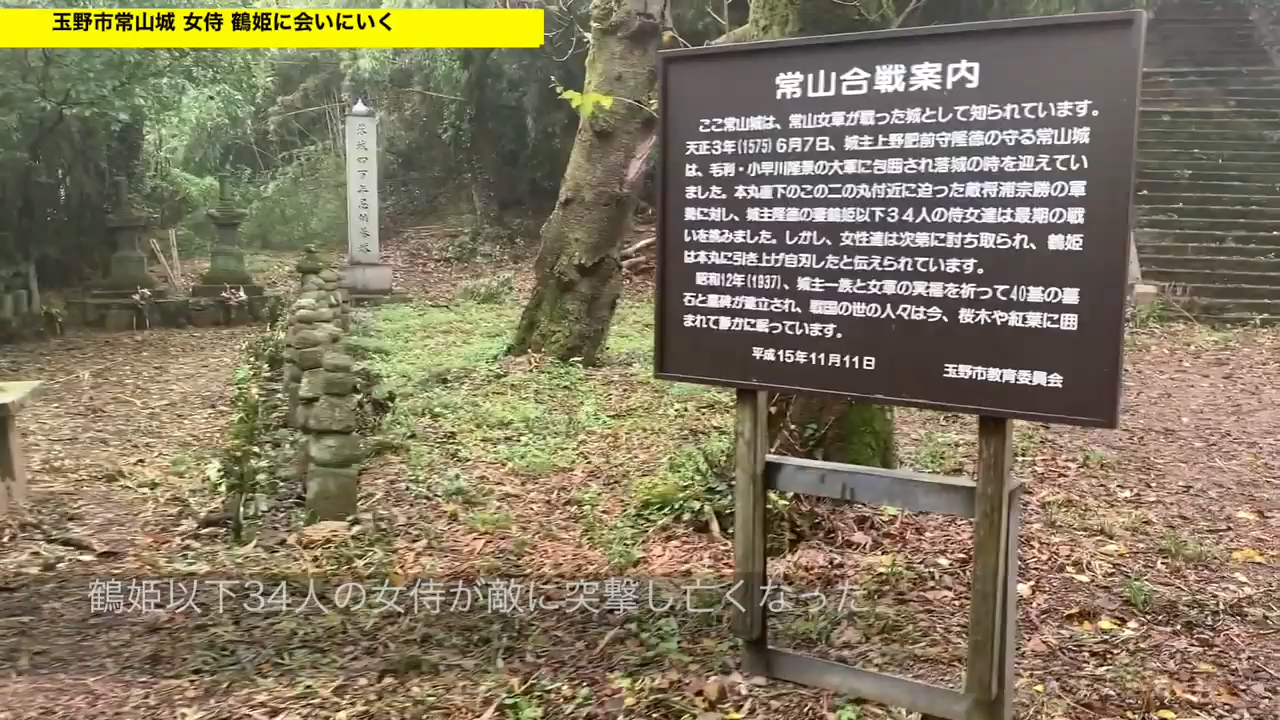 玉野市常山城 女侍 鶴姫に会いにいく
常山合戦案内
ここ常山城は、常山女軍が戦った城として知られています。
天正3年(1575)6月7日、城主上野肥前守隆徳の守る常山城
は、毛利・小早川隆景の大軍に包囲され落城の時を迎えてい
ました。本丸直下のこの二の丸付近に迫った敵将浦宗勝の軍
勢に対し、城主隆徳の妻鶴姫以下34人の侍女達は最期の戦
いを挑みました。しかし、女性達は次第に討ち取られ、鶴姫
は本丸に引き上げ自刃したと伝えられています。
昭和12年(1937)、城主一族と女軍の冥福を祈って40基の墓
石と墓碑が建立され、戦国の世の人々は今、桜木や紅葉に囲
まれて静かに眠っています。
平成15年11月11日
玉野市教育委員会
落城四百年忌
鶴姫以下34人の女侍が敵に突撃し亡くなった